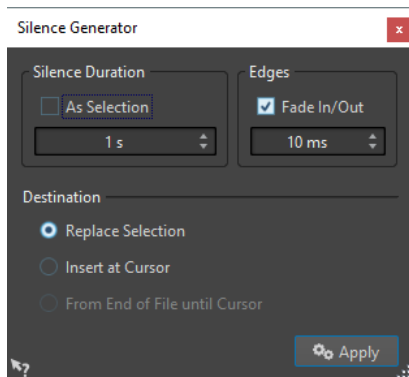 Silence Generator
x
Silence Duration
Edges
As Selection
Fade In/Out
1 s
10 ms
Destination
Replace Selection
Insert at Cursor
From End of File until Cursor
Apply
?